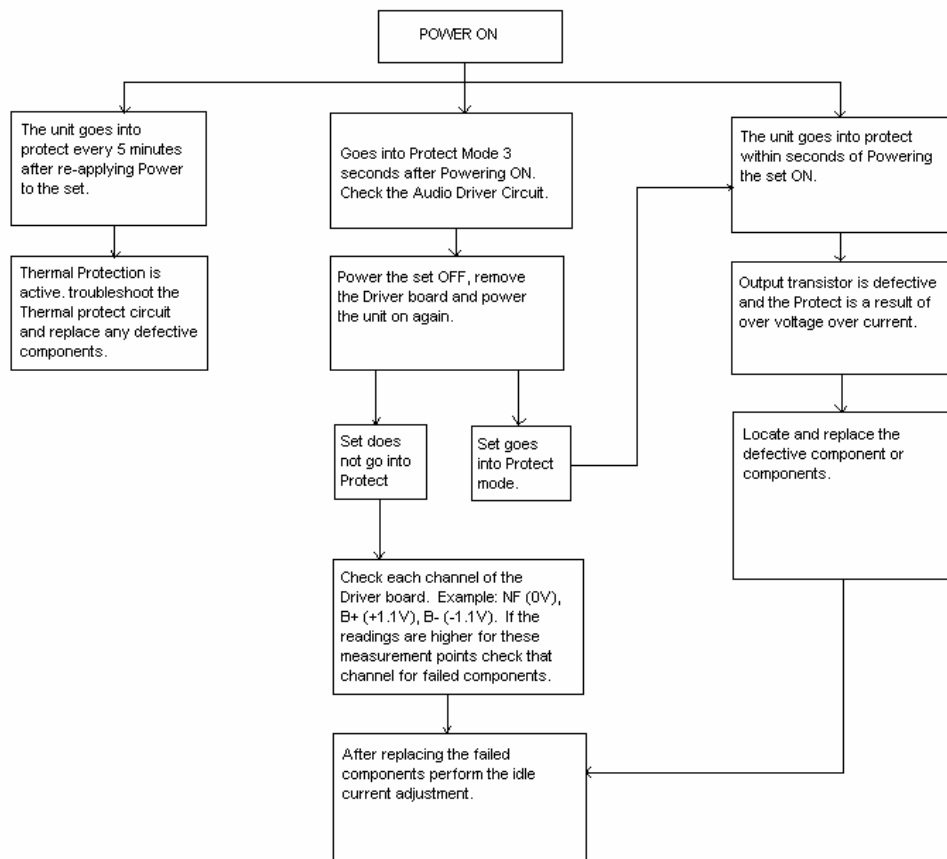 POWER ON
The unit goes into
protect every 5 minutes
after re-applying Power
to the set.
Goes into Protect Mode 3
seconds after Powering ON.
Check the Audio Driver Circuit.
The unit goes into protect
within seconds of Powering
the set ON.
Thermal Protection is
active. troubleshoot the
Thermal protect circuit
and replace any defective
components.
Power the set OFF, remove
the Driver board and power
the unit on again.
Output transistor is defective
and the Protect is a result of
over voltage over current.
Set does
not go into
Protect
Set goes
into Protect
mode.
Locate and replace the
defective component or
components.
Check each channel of the
Driver board.  Example: NF (0V),
B+ (+1.1V), B- (-1.1V).  If the
readings are higher for these
measurement points check that
channel for failed components.
After replacing the failed
components perform the idle
current adjustment.